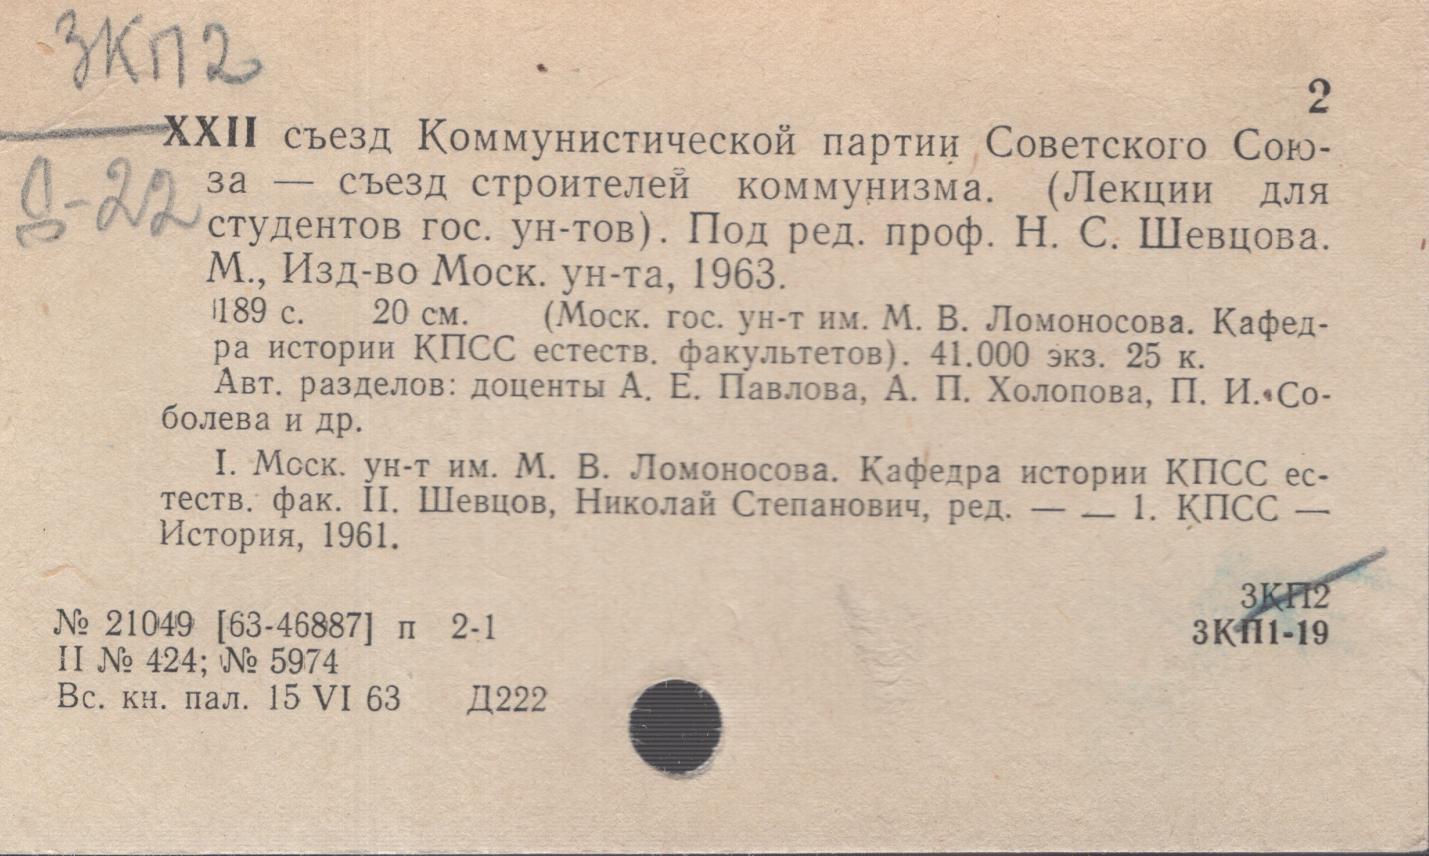 3КП2
Д-22
2
XXII съезд Коммунистической партии Советского Сою-
за — съезд строителей коммунизма. (Лекции для
студентов гос. ун-тов). Под ред. проф. Н. С. Шевцова.
М., Изд-во Моск. ун-та, 1963.
189 с. 20 см. (Моск. гос. ун-т им. М. В. Ломоносова. Кафед-
ра истории КПСС естеств. факультетов). 41.000 экз. 25 к.
Авт. разделов: доценты А. Е. Павлова, А. П. Холопова, П. И. Со-
болева и др.
I. Моск. ун-т им. М. В. Ломоносова. Кафедра истории КПСС ес-
теств. фак. II. Шевцов, Николай Степанович, ред. — — 1. КПСС —
История, 1961.
3КП2
3КП1-19
№ 21049 [63-46887] п 2-1
II № 424; № 5974
Вс. кн. пал. 15 VI 63 Д222